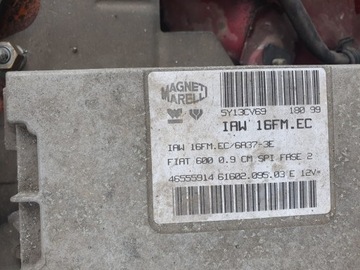 MAGNETI
MARELLI
5Y13CV69 180 99
IAW 16FM.EC
IAW 16FM.EC/6A37-3E
FIAT 600 0.9 CM SPI FASE 2
46555914 61602.095.03 E 12V=